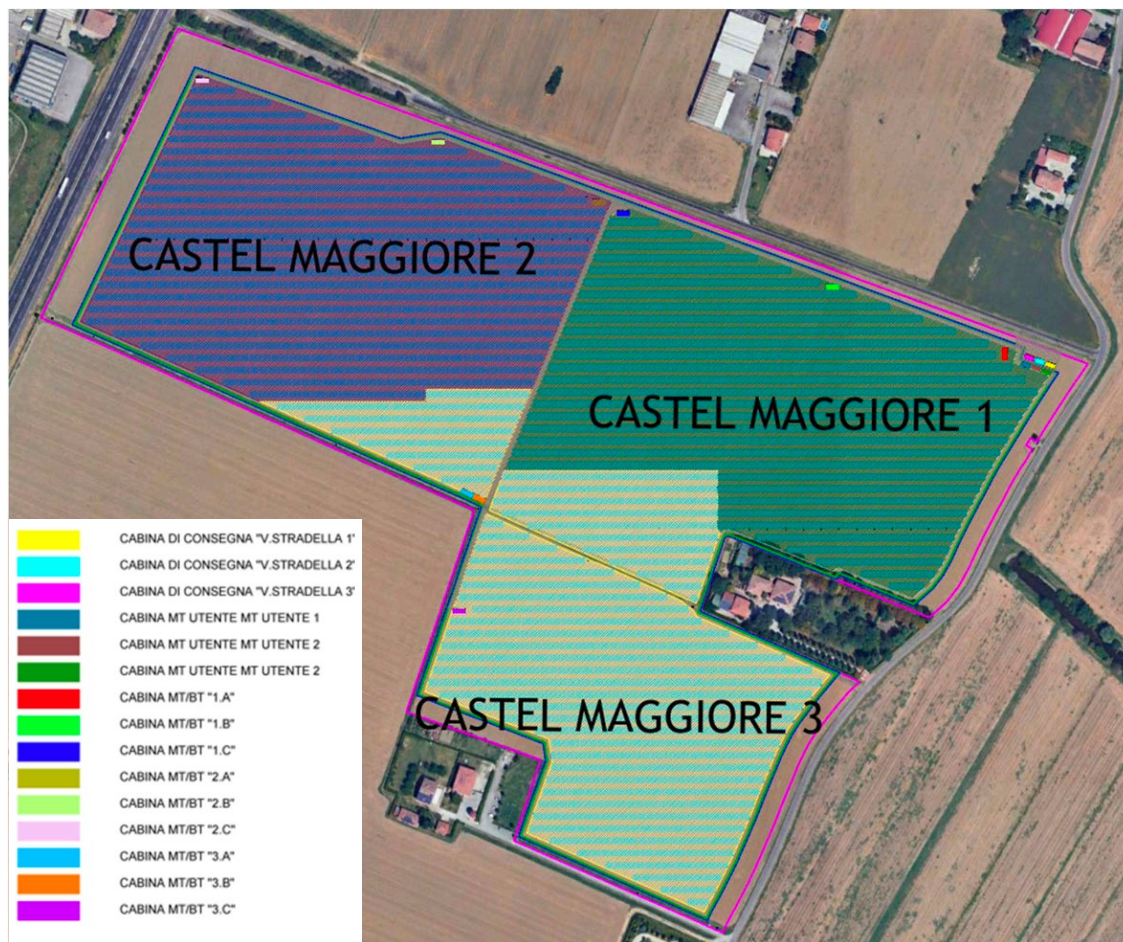 CASTEL MAGGIORE 2
CASTEL MAGGIORE 1
CASTEL MAGGIORE 3
CABINA DI CONSEGNA "V.STRADELLA 1'
CABINA DI CONSEGNA "V.STRADELLA 2'
CABINA DI CONSEGNA "V.STRADELLA 3'
CABINA MT UTENTE MT UTENTE 1
CABINA MT UTENTE MT UTENTE 2
CABINA MT UTENTE MT UTENTE 2
CABINA MT/BT "1.A"
CABINA MT/BT "1.B"
CABINA MT/BT "1.C"
CABINA MT/BT "2.A"
CABINA MT/BT "2.B"
CABINA MT/BT "2.C"
CABINA MT/BT "3.A"
CABINA MT/BT "3.B"
CABINA MT/BT "3.C"